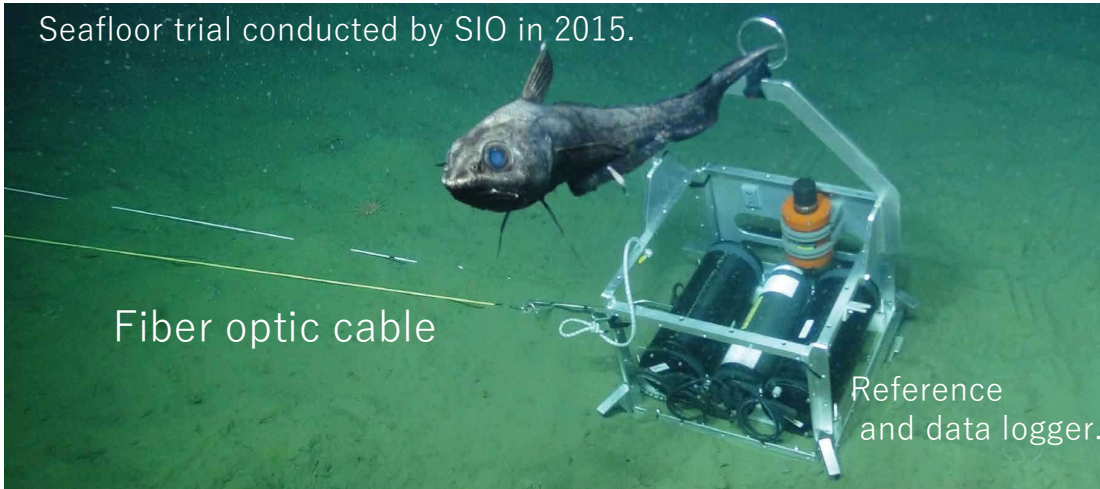 Seafloor trial conducted by SIO in 2015.
Fiber optic cable
Reference
and data logger.